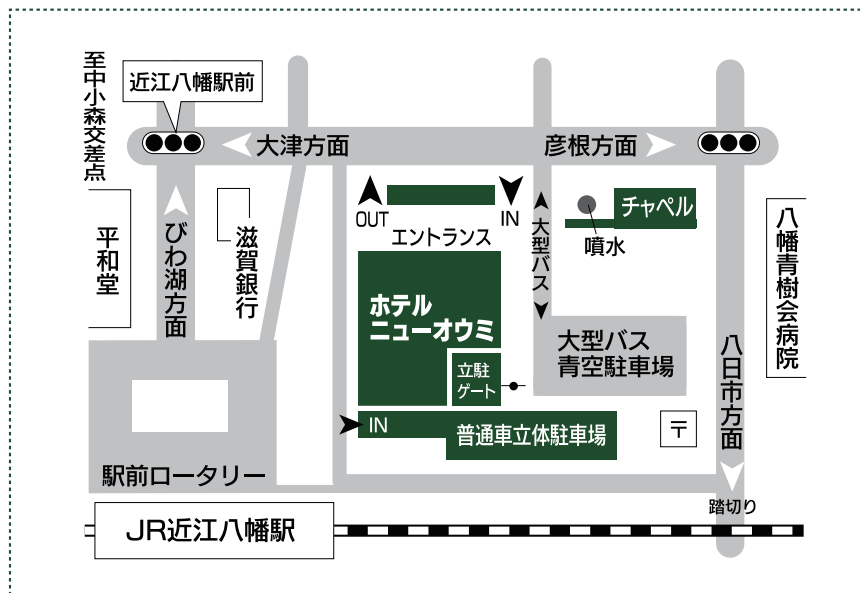 至中小森交差点
近江八幡駅前
大津方面
彦根方面
平和堂
びわ湖方面
滋賀銀行
OUT
IN
エントランス
大型バス
噴水
チャペル
八幡青樹会病院
ホテル
ニューオウミ
立駐
ゲート
大型バス
青空駐車場
八日市方面
IN
普通車立体駐車場
〒
駅前ロータリー
踏切り
JR近江八幡駅